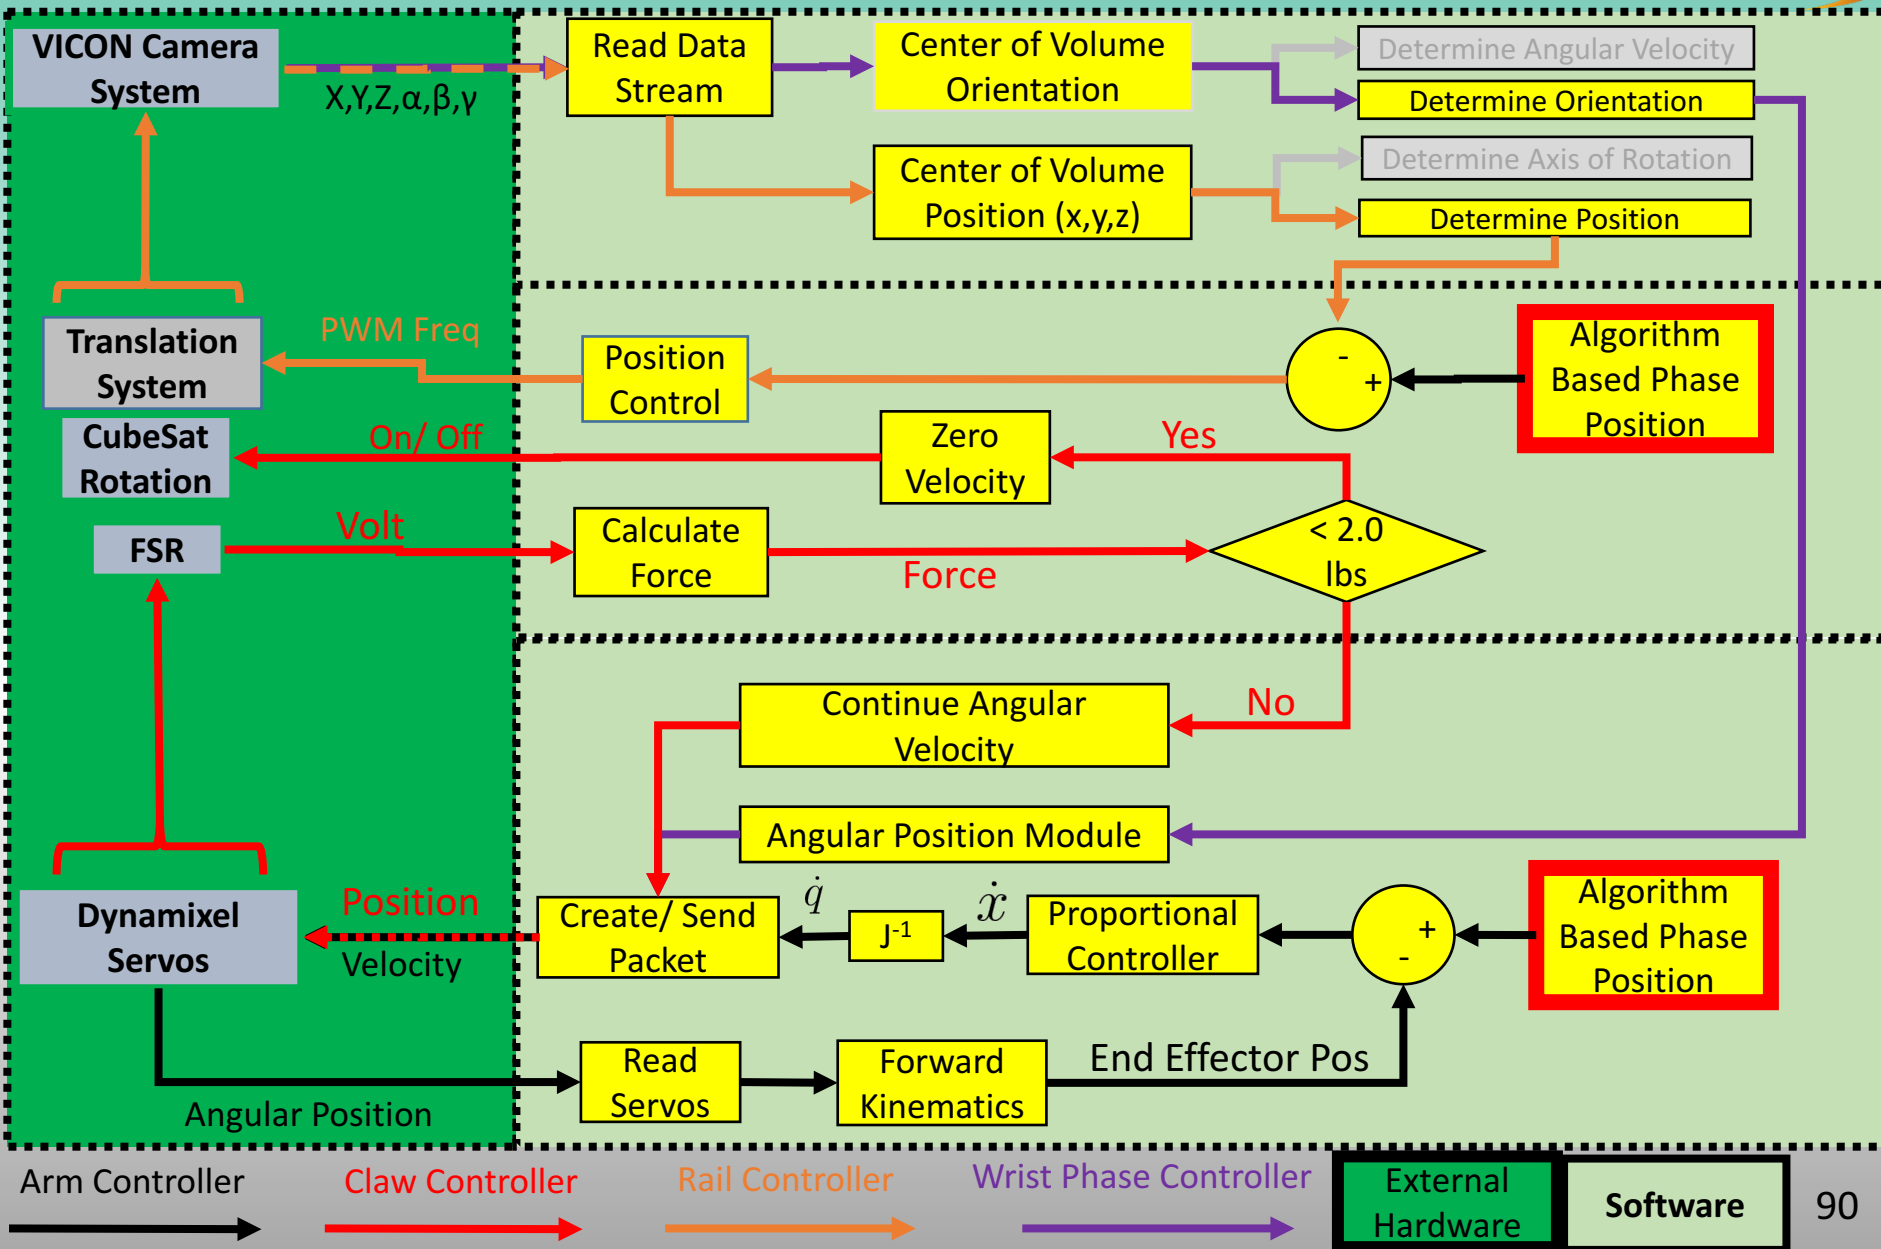 VICON Camera
System
X,Y,Z,α,β,γ
Read Data
Stream
Center of Volume
Orientation
Determine Angular Velocity
Determine Orientation
Center of Volume
Position (x,y,z)
Determine Axis of Rotation
Determine Position
Translation
System
PWM Freq
Position
Control
-
+
Algorithm
Based Phase
Position
CubeSat
Rotation
On/ Off
Zero
Velocity
Yes
FSR
Volt
Calculate
Force
Force
< 2.0
lbs
Continue Angular
Velocity
No
Angular Position Module
Dynamixel
Servos
Position
Velocity
Create/ Send
Packet
q̇
J⁻¹
ẋ
Proportional
Controller
+
-
Algorithm
Based Phase
Position
Angular Position
Read
Servos
Forward
Kinematics
End Effector Pos
Arm Controller
Claw Controller
Rail Controller
Wrist Phase Controller
External
Hardware
Software
90